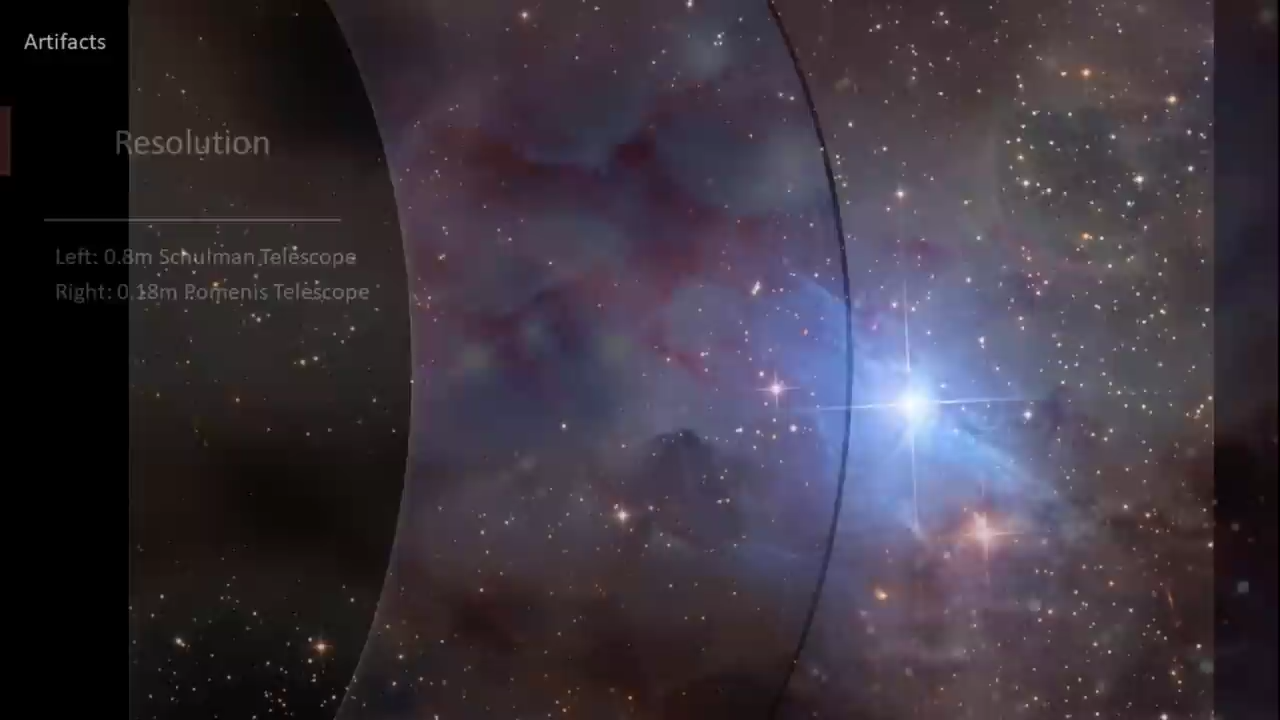 Artifacts
Resolution
Left: 0.8m Schulman Telescope
Right: 0.18m Pomenis Telescope